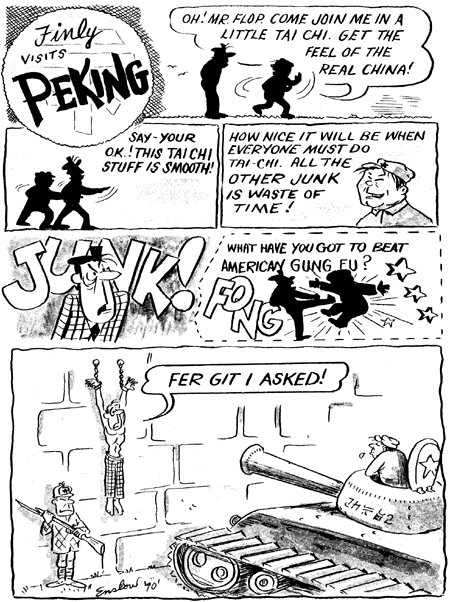 Finly
VISITS
PEKING
OH! MR. FLOP. COME JOIN ME IN A
LITTLE TAI CHI. GET THE
FEEL OF THE
REAL CHINA!
SAY-YOUR
O.K.! THIS TAI CHI
STUFF IS SMOOTH!
HOW NICE IT WILL BE WHEN
EVERYONE MUST DO
TAI-CHI. ALL THE
OTHER JUNK
IS WASTE OF
TIME!
JUNK!
WHAT HAVE YOU GOT TO BEAT
AMERICAN GUNG FU?
FONG
FER GIT I ASKED!
Enslow '90'